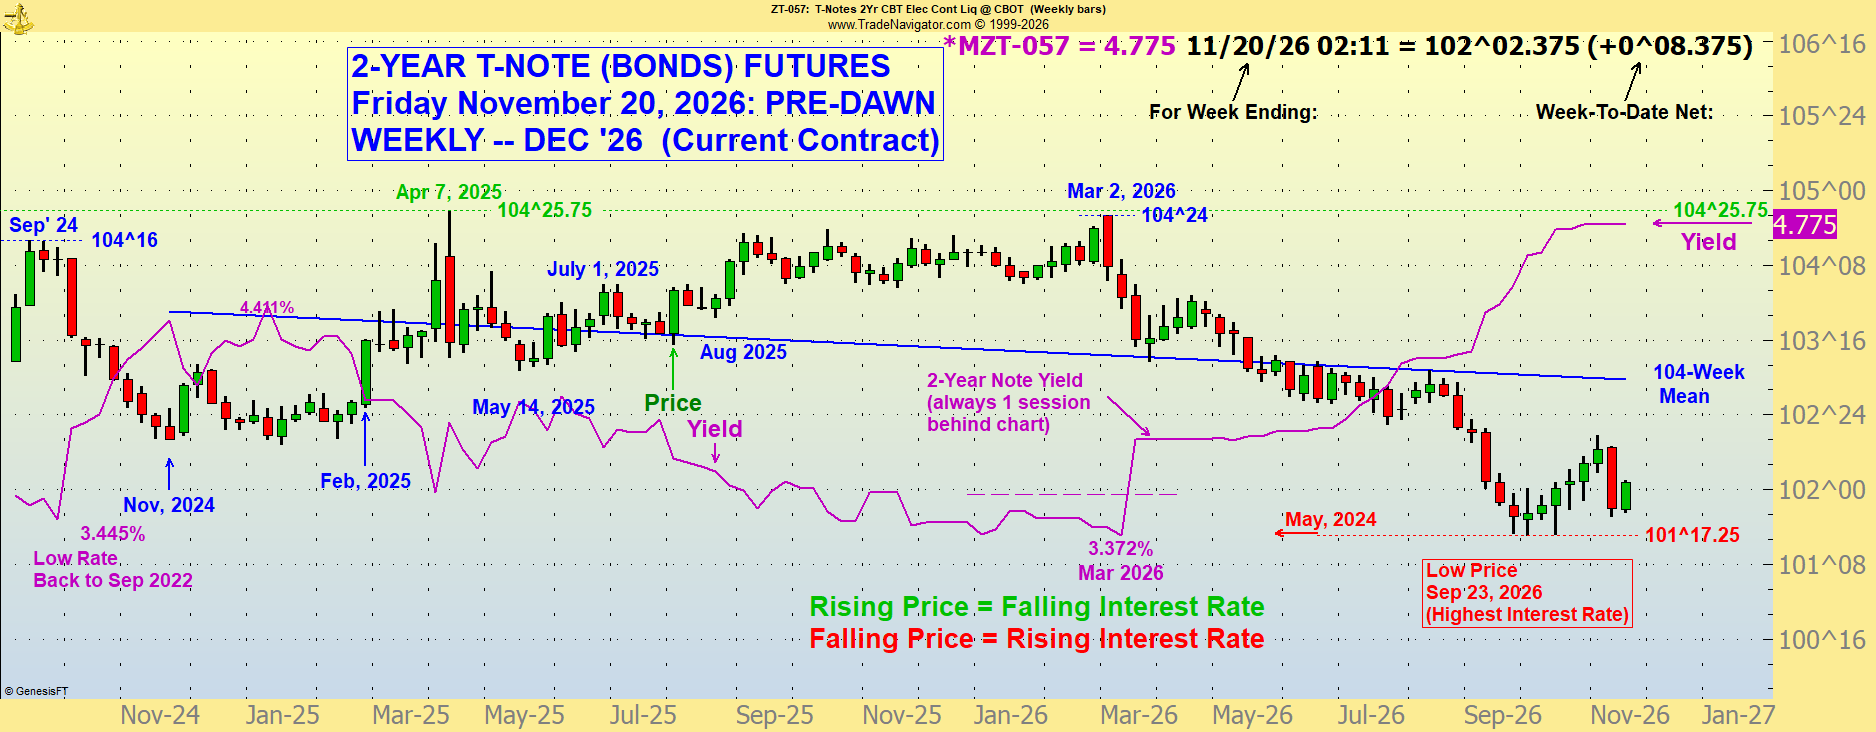 ZT-057: T-Notes 2Yr CBT Elec Cont Liq @ CBOT (Weekly bars)
www.TradeNavigator.com © 1999-2026
*MZT-057 = 4.775 11/20/26 02:11 = 102^02.375 (+0^08.375)
2-YEAR T-NOTE (BONDS) FUTURES
Friday November 20, 2026: PRE-DAWN
WEEKLY -- DEC '26 (Current Contract)
For Week Ending:
Week-To-Date Net:
106^16
105^24
105^00
104^25.75
4.775
104^08
103^16
102^24
102^00
101^08
100^16
Apr 7, 2025
104^25.75
Mar 2, 2026
104^24
Sep' 24
104^16
Yield
July 1, 2025
4.411%
Aug 2025
104-Week
Mean
2-Year Note Yield
(always 1 session
behind chart)
May 14, 2025
Price
Yield
Feb, 2025
Nov, 2024
3.445%
Low Rate
Back to Sep 2022
May, 2024
101^17.25
3.372%
Mar 2026
Low Price
Sep 23, 2026
(Highest Interest Rate)
Rising Price = Falling Interest Rate
Falling Price = Rising Interest Rate
© GenesisFT
Nov-24 Jan-25 Mar-25 May-25 Jul-25 Sep-25 Nov-25 Jan-26 Mar-26 May-26 Jul-26 Sep-26 Nov-26 Jan-27